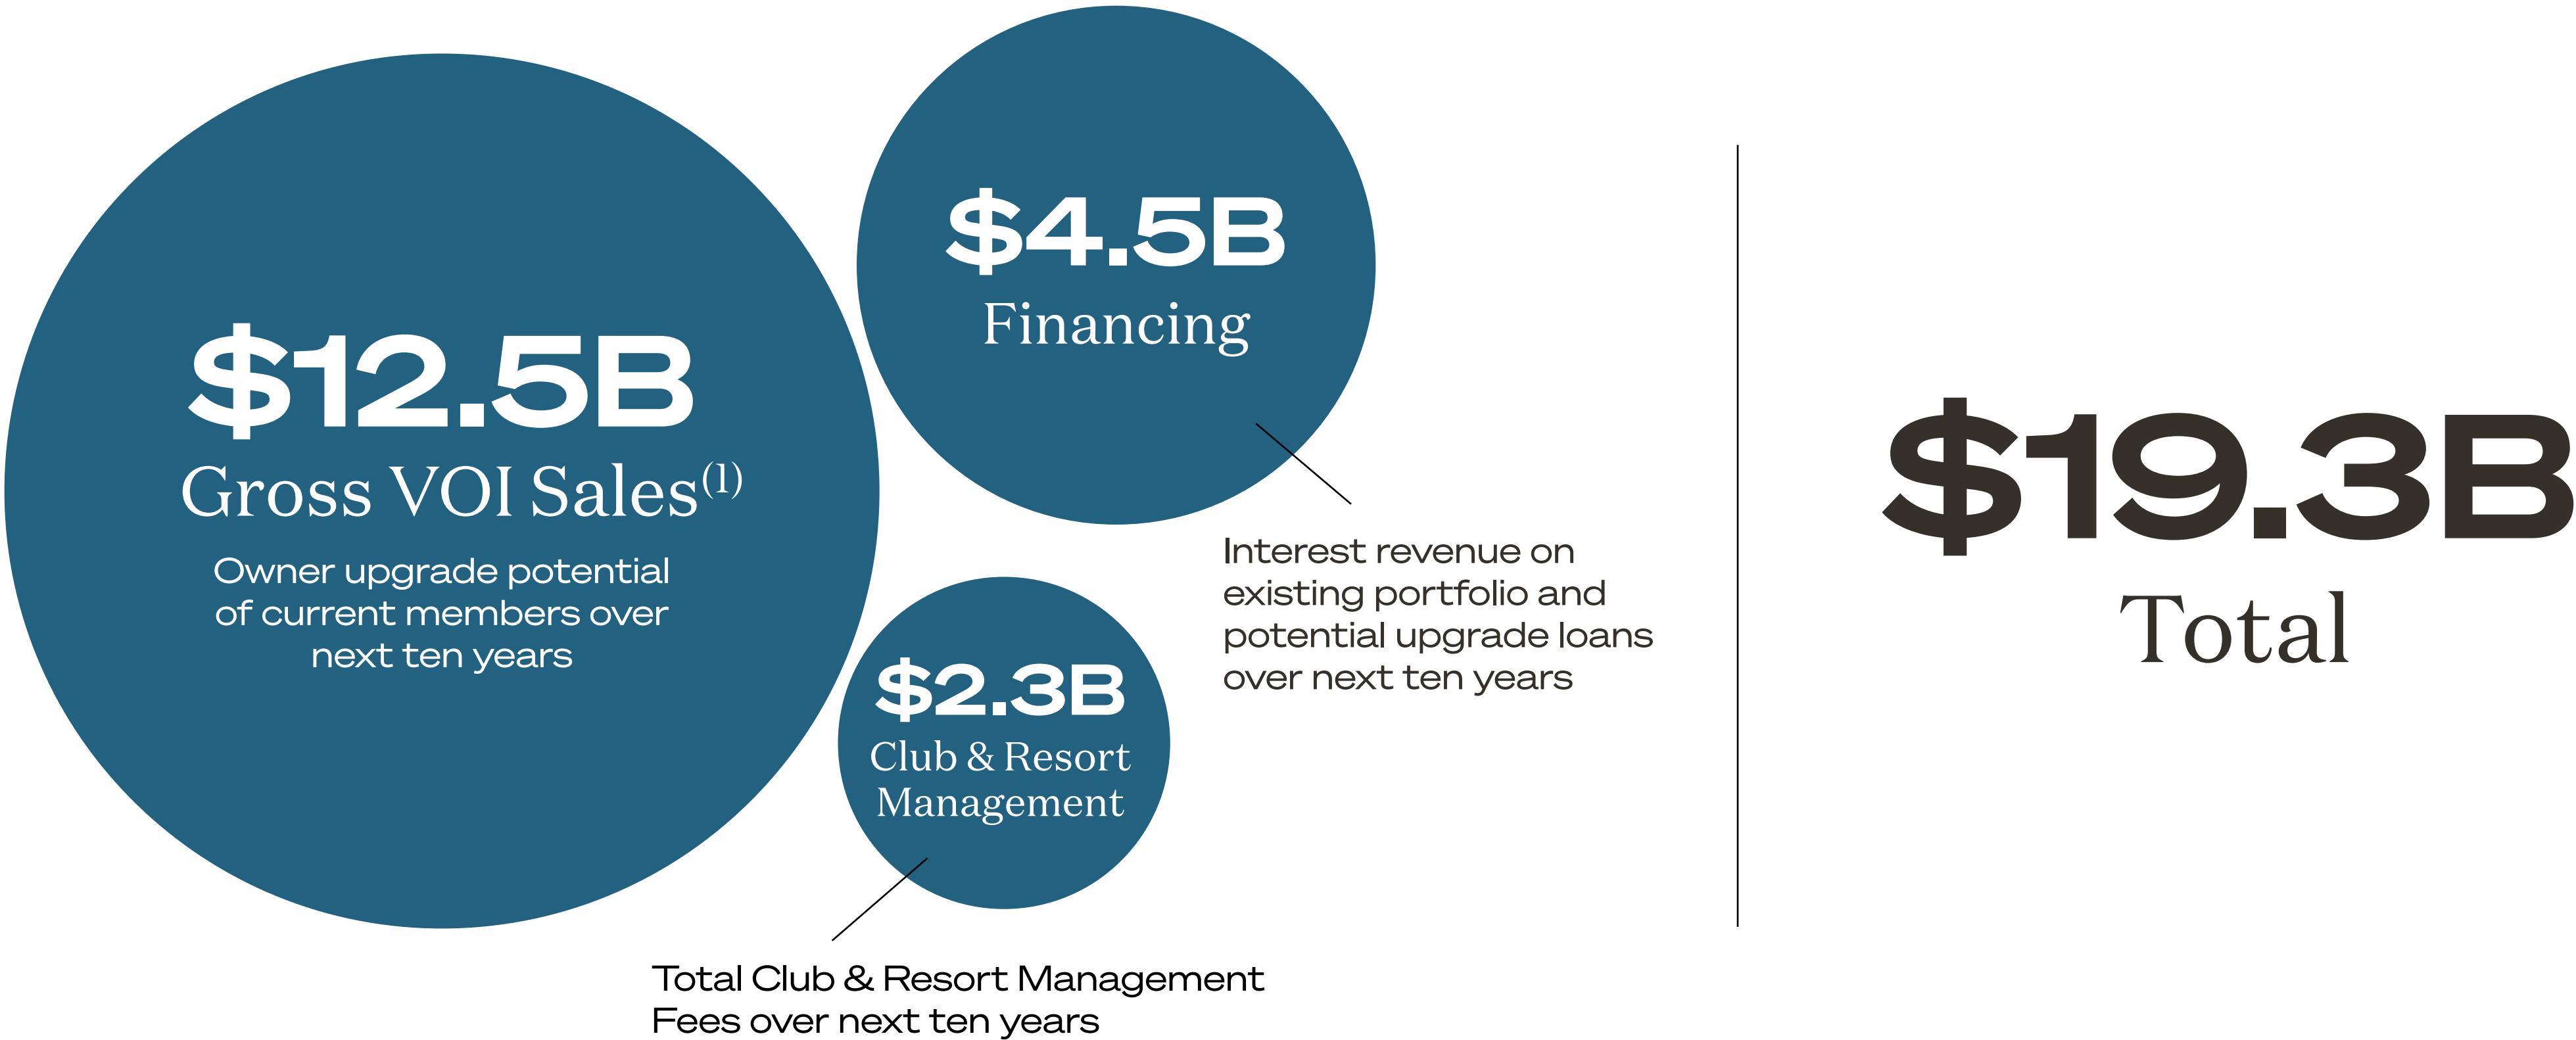 $12.5B
Gross VOI Sales(1)
Owner upgrade potential
of current members over
next ten years
$4.5B
Financing
Interest revenue on
existing portfolio and
potential upgrade loans
over next ten years
$2.3B
Club & Resort
Management
Total Club & Resort Management
Fees over next ten years
$19.3B
Total